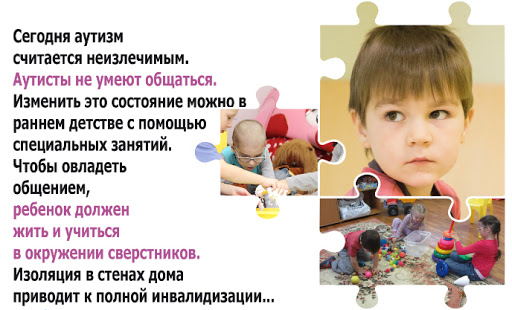 Сегодня аутизм
считается неизлечимым.
Аутисты не умеют общаться.
Изменить это состояние можно в
раннем детстве с помощью
специальных занятий.
Чтобы овладеть
общением,
ребенок должен
жить и учиться
в окружении сверстников.
Изоляция в стенах дома
приводит к полной инвалидизации...